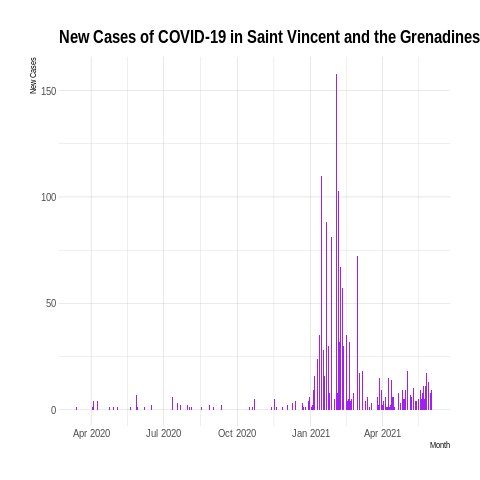 New Cases of COVID-19 in Saint Vincent and the Grenadines
New Cases
150
100
50
0
Apr 2020 Jul 2020 Oct 2020 Jan 2021 Apr 2021
Month